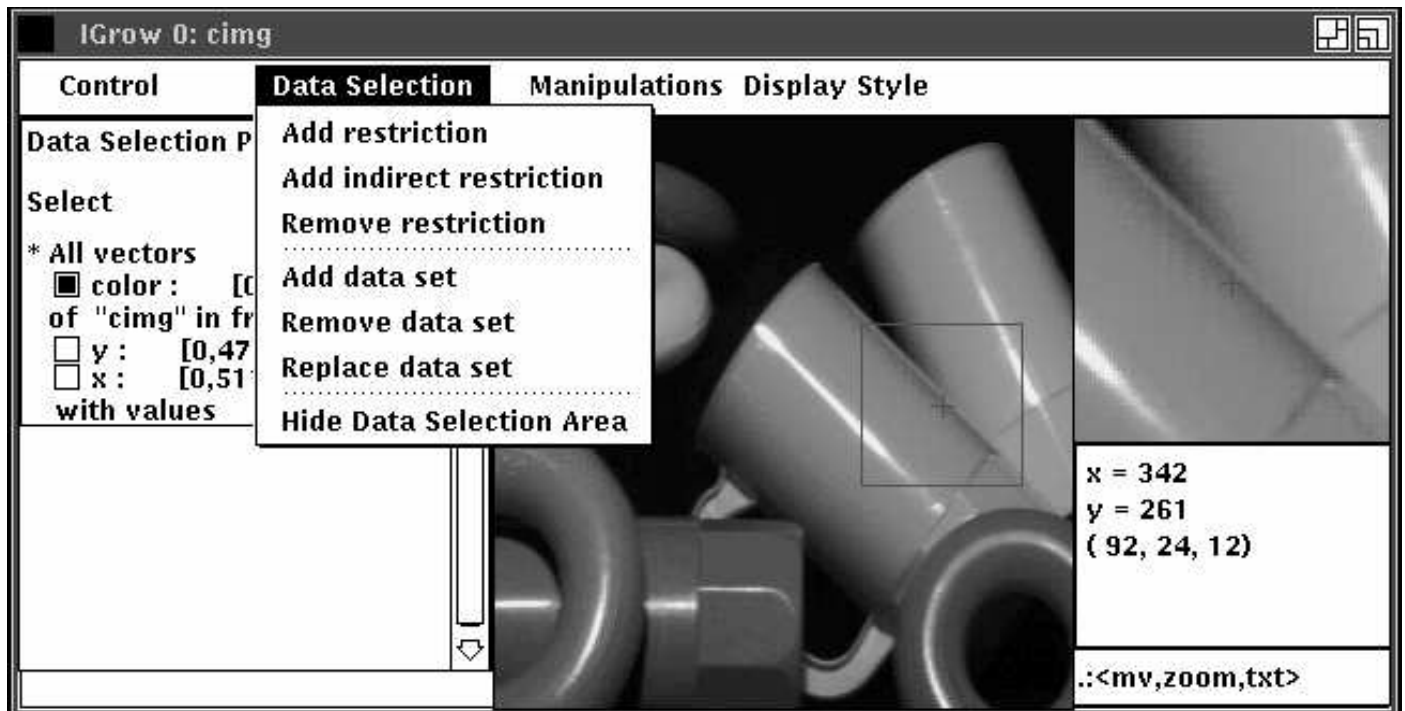 IGrow 0: cimg
Control Data Selection Manipulations Display Style
Add restriction
Add indirect restriction
Remove restriction
Add data set
Remove data set
Replace data set
Hide Data Selection Area
Data Selection P
Select
* All vectors
color : [0
of "cimg" in fr
y : [0,47
x : [0,511
with values
x = 342
y = 261
( 92, 24, 12)
.:<mv,zoom,txt>